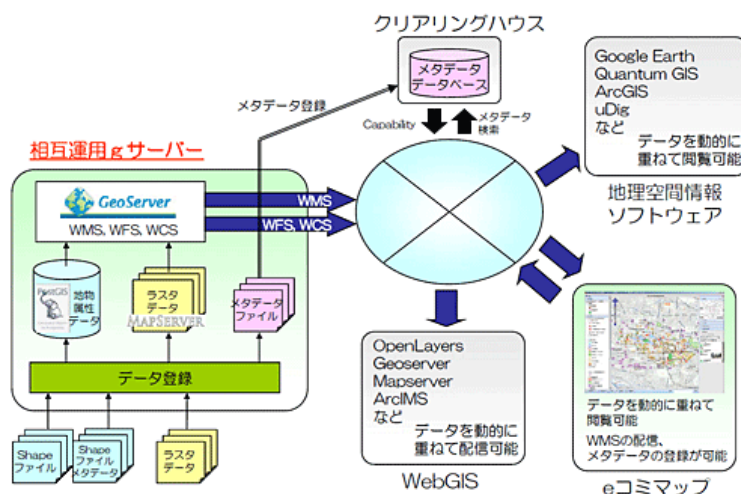 クリアリングハウス
メタデータ
データベース
メタデータ登録
Capability
メタデータ
検索
Google Earth
Quantum GIS
ArcGIS
uDig
など
データを動的に
重ねて閲覧可能
地理空間情報
ソフトウェア
相互運用gサーバー
GeoServer
WMS, WFS, WCS
WMS
WFS, WCS
PostGIS
地物
属性
データ
ラスタ
データ
MAPSERVER
メタデータ
ファイル
データ登録
Shape
ファイル
Shape
ファイル
メタデータ
ラスタ
データ
OpenLayers
Geoserver
Mapserver
ArcIMS
など
データを動的に
重ねて配信可能
WebGIS
データを動的に重ねて
閲覧可能
WMSの配信、
メタデータの登録が可能
eコミマップ